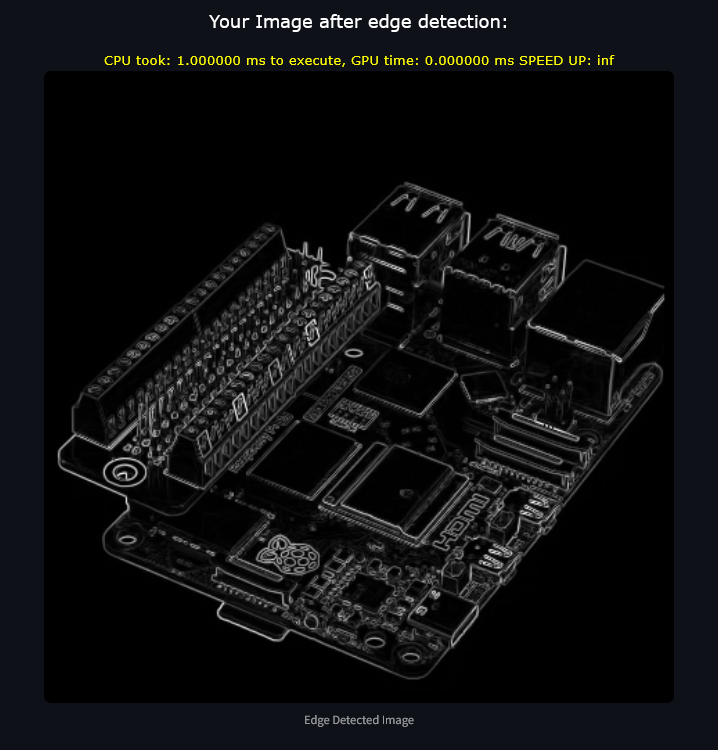 Your Image after edge detection:
CPU took: 1.000000 ms to execute, GPU time: 0.000000 ms SPEED UP: inf
HDMI
Edge Detected Image